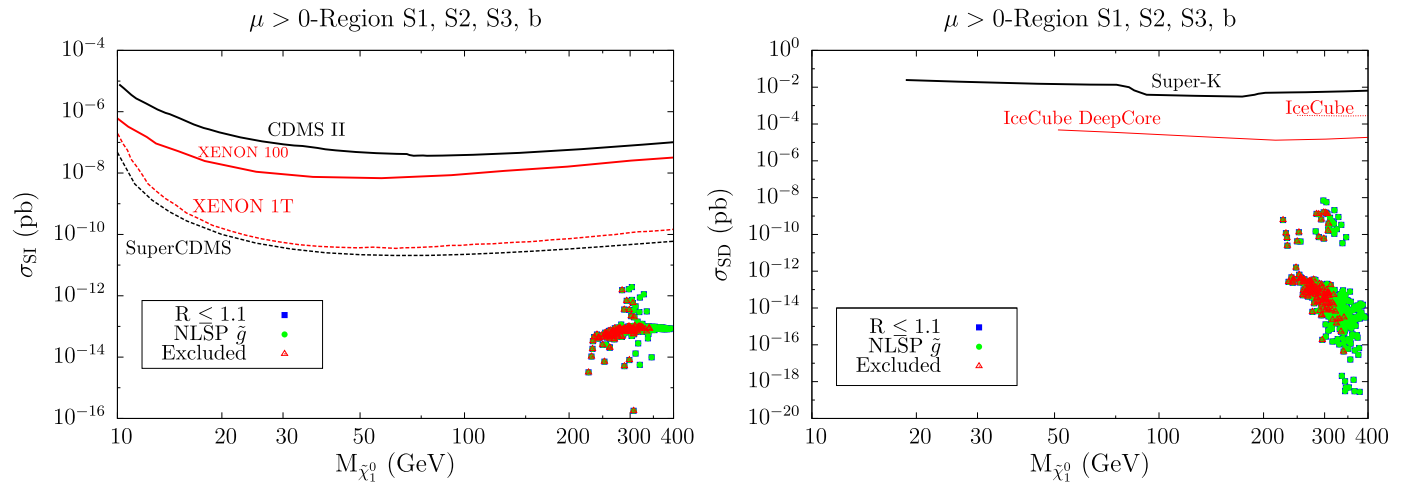 μ > 0-Region S1, S2, S3, b
10⁻⁴
10⁻⁶
10⁻⁸
10⁻¹⁰
10⁻¹²
10⁻¹⁴
10⁻¹⁶
σ_SI (pb)
CDMS II
XENON 100
XENON 1T
SuperCDMS
R ≤ 1.1
NLSP g̃
Excluded
10 20 30 50 100 200 300 400
M_χ̃₁⁰ (GeV)
μ > 0-Region S1, S2, S3, b
10⁰
10⁻²
10⁻⁴
10⁻⁶
10⁻⁸
10⁻¹⁰
10⁻¹²
10⁻¹⁴
10⁻¹⁶
10⁻¹⁸
10⁻²⁰
σ_SD (pb)
Super-K
IceCube
IceCube DeepCore
R ≤ 1.1
NLSP g̃
Excluded
10 20 30 50 100 200 300 400
M_χ̃₁⁰ (GeV)